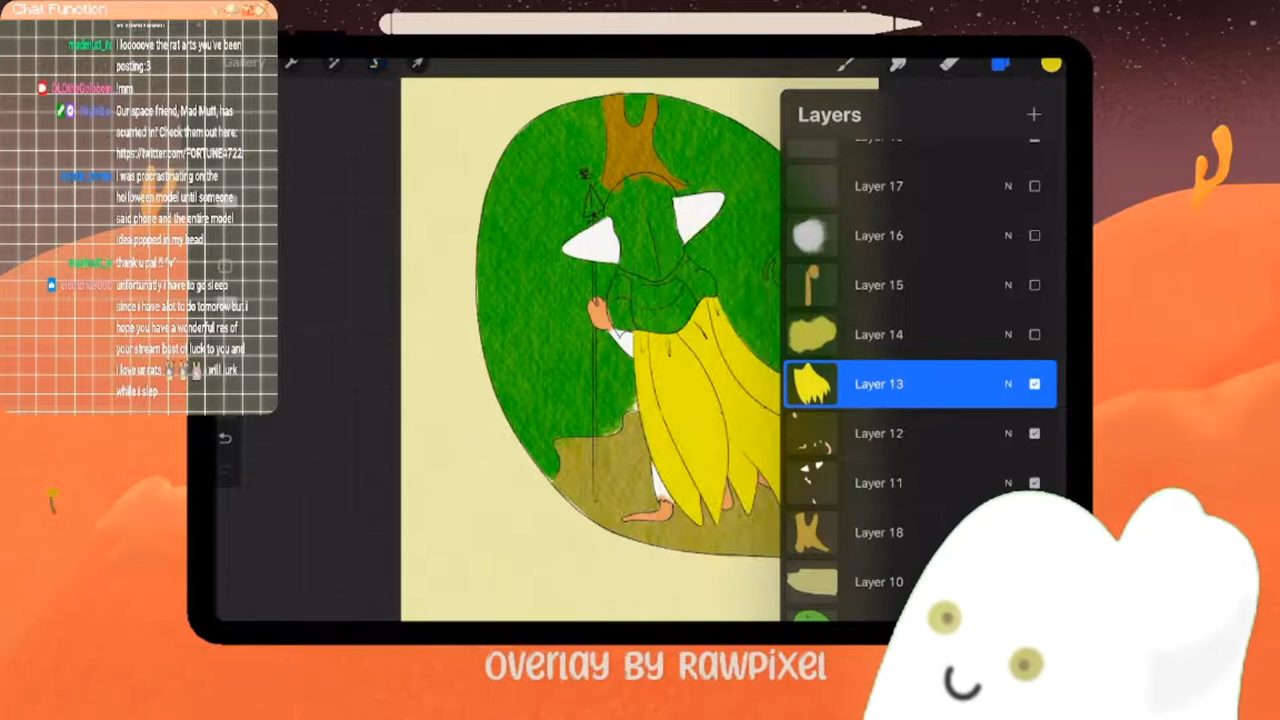 Chat Function
I looooove the rat arts you've been
posting:3
!mm
Our space friend, Mad Mutt, has
scurried in! Check them out here:
https://twitter.com/FORTUNE4722
I was procrastinating on the
holloween model until someone
said phone and the entire model
idea popped in my head
thank u pal !! ^v^
unfortunatly i have to go sleep
since i have alot to do tomorow but i
hope you have a wonderful res of
your stream best of luck to you and
I love ur rats i will lurk
while i slep
Gallery
Layers
Layer 17 N
Layer 16 N
Layer 15 N
Layer 14 N
Layer 13 N
Layer 12 N
Layer 11 N
Layer 18
Layer 10
Overlay by Rawpixel